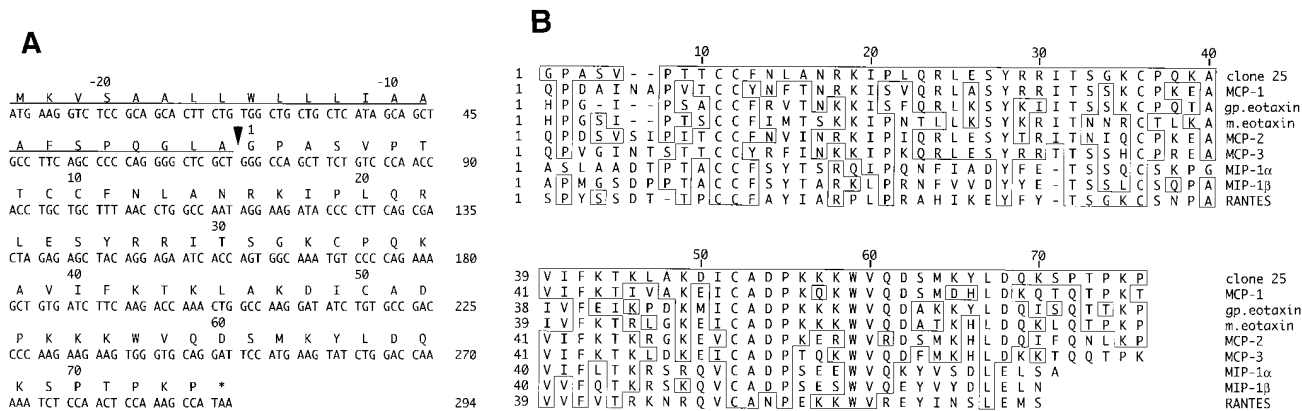 A
-20 -10
M K V S A A L L W L L L I A A
ATG AAG GTC TCC GCA GCA CTT CTG TGG CTG CTG CTC ATA GCA GCT 45
1
A F S P Q G L A G P A S V P T
GCC TTC AGC CCC CAG GGG CTC GCT GGG CCA GCT TCT GTC CCA ACC 90
10 20
T C C F N L A N R K I P L Q R
ACC TGC TGC TTT AAC CTG GCC AAT AGG AAG ATA CCC CTT CAG CGA 135
30
L E S Y R R I T S G K C P Q K
CTA GAG AGC TAC AGG AGA ATC ACC AGT GGC AAA TGT CCC CAG AAA 180
40 50
A V I F K T K L A K D I C A D
GCT GTG ATC TTC AAG ACC AAA CTG GCC AAG GAT ATC TGT GCC GAC 225
60
P K K K W V Q D S M K Y L D Q
CCC AAG AAG AAG TGG GTG CAG GAT TCC ATG AAG TAT CTG GAC CAA 270
70
K S P T P K P *
AAA TCT CCA ACT CCA AAG CCA TAA 294
B
10 20 30 40
1 G P A S V - - P T T C C F N L A N R K I P L Q R L E S Y R R I T S G K C P Q K A clone 25
1 Q P D A I N A P V T C C Y N F T N R K I S V Q R L A S Y R R I T S S K C P K E A MCP-1
1 H P G - I - - P S A C C F R V T N K K I S F Q R L K S Y K I I T S S K C P Q T A gp.eotaxin
1 H P G S I - - P T S C C F I M T S K K I P N T L L K S Y K R I T N N R C T L K A m.eotaxin
1 Q P D S V S I P I T C C F N V I N R K I P I Q R L E S Y T R I T N I Q C P K E A MCP-2
1 Q P V G I N T S T T C C Y R F I N K K I P K Q R L E S Y R R T T S S H C P R E A MCP-3
1 A S L A A D T P T A C C F S Y T S R Q I P Q N F I A D Y F E - T S S Q C S K P G MIP-1α
1 A P M G S D P P T A C C F S Y T A R K L P R N F V V D Y Y E - T S S L C S Q P A MIP-1β
1 S P Y S S D T - T P C C F A Y I A R P L P R A H I K E Y F Y - T S G K C S N P A RANTES
50 60 70
39 V I F K T K L A K D I C A D P K K K W V Q D S M K Y L D Q K S P T P K P clone 25
41 V I F K T I V A K E I C A D P K Q K W V Q D S M D H L D K Q T Q T P K T MCP-1
38 I V F E I K P D K M I C A D P K K K W V Q D A K Y L D Q I S Q T T K P gp.eotaxin
39 I V F K T R L G K E I C A D P K K K W V Q D A T K H L D Q K L Q T P K P m.eotaxin
41 V I F K T K R G K E V C A D P K E R W V R D S M K H L D Q I F Q N L K P MCP-2
41 V I F K T K L D K E I C A D P T Q K W V Q D F M K H L D K K T Q T P K MCP-3
40 V I F L T K R S R Q V C A D P S E E W V Q K Y V S D L E L S A MIP-1α
40 V V F Q T K R S K Q V C A D P S E S W V Q E Y V Y D L E L N MIP-1β
39 V V F V T R K N R Q V C A N P E K K W V R E Y I N S L E M S RANTES